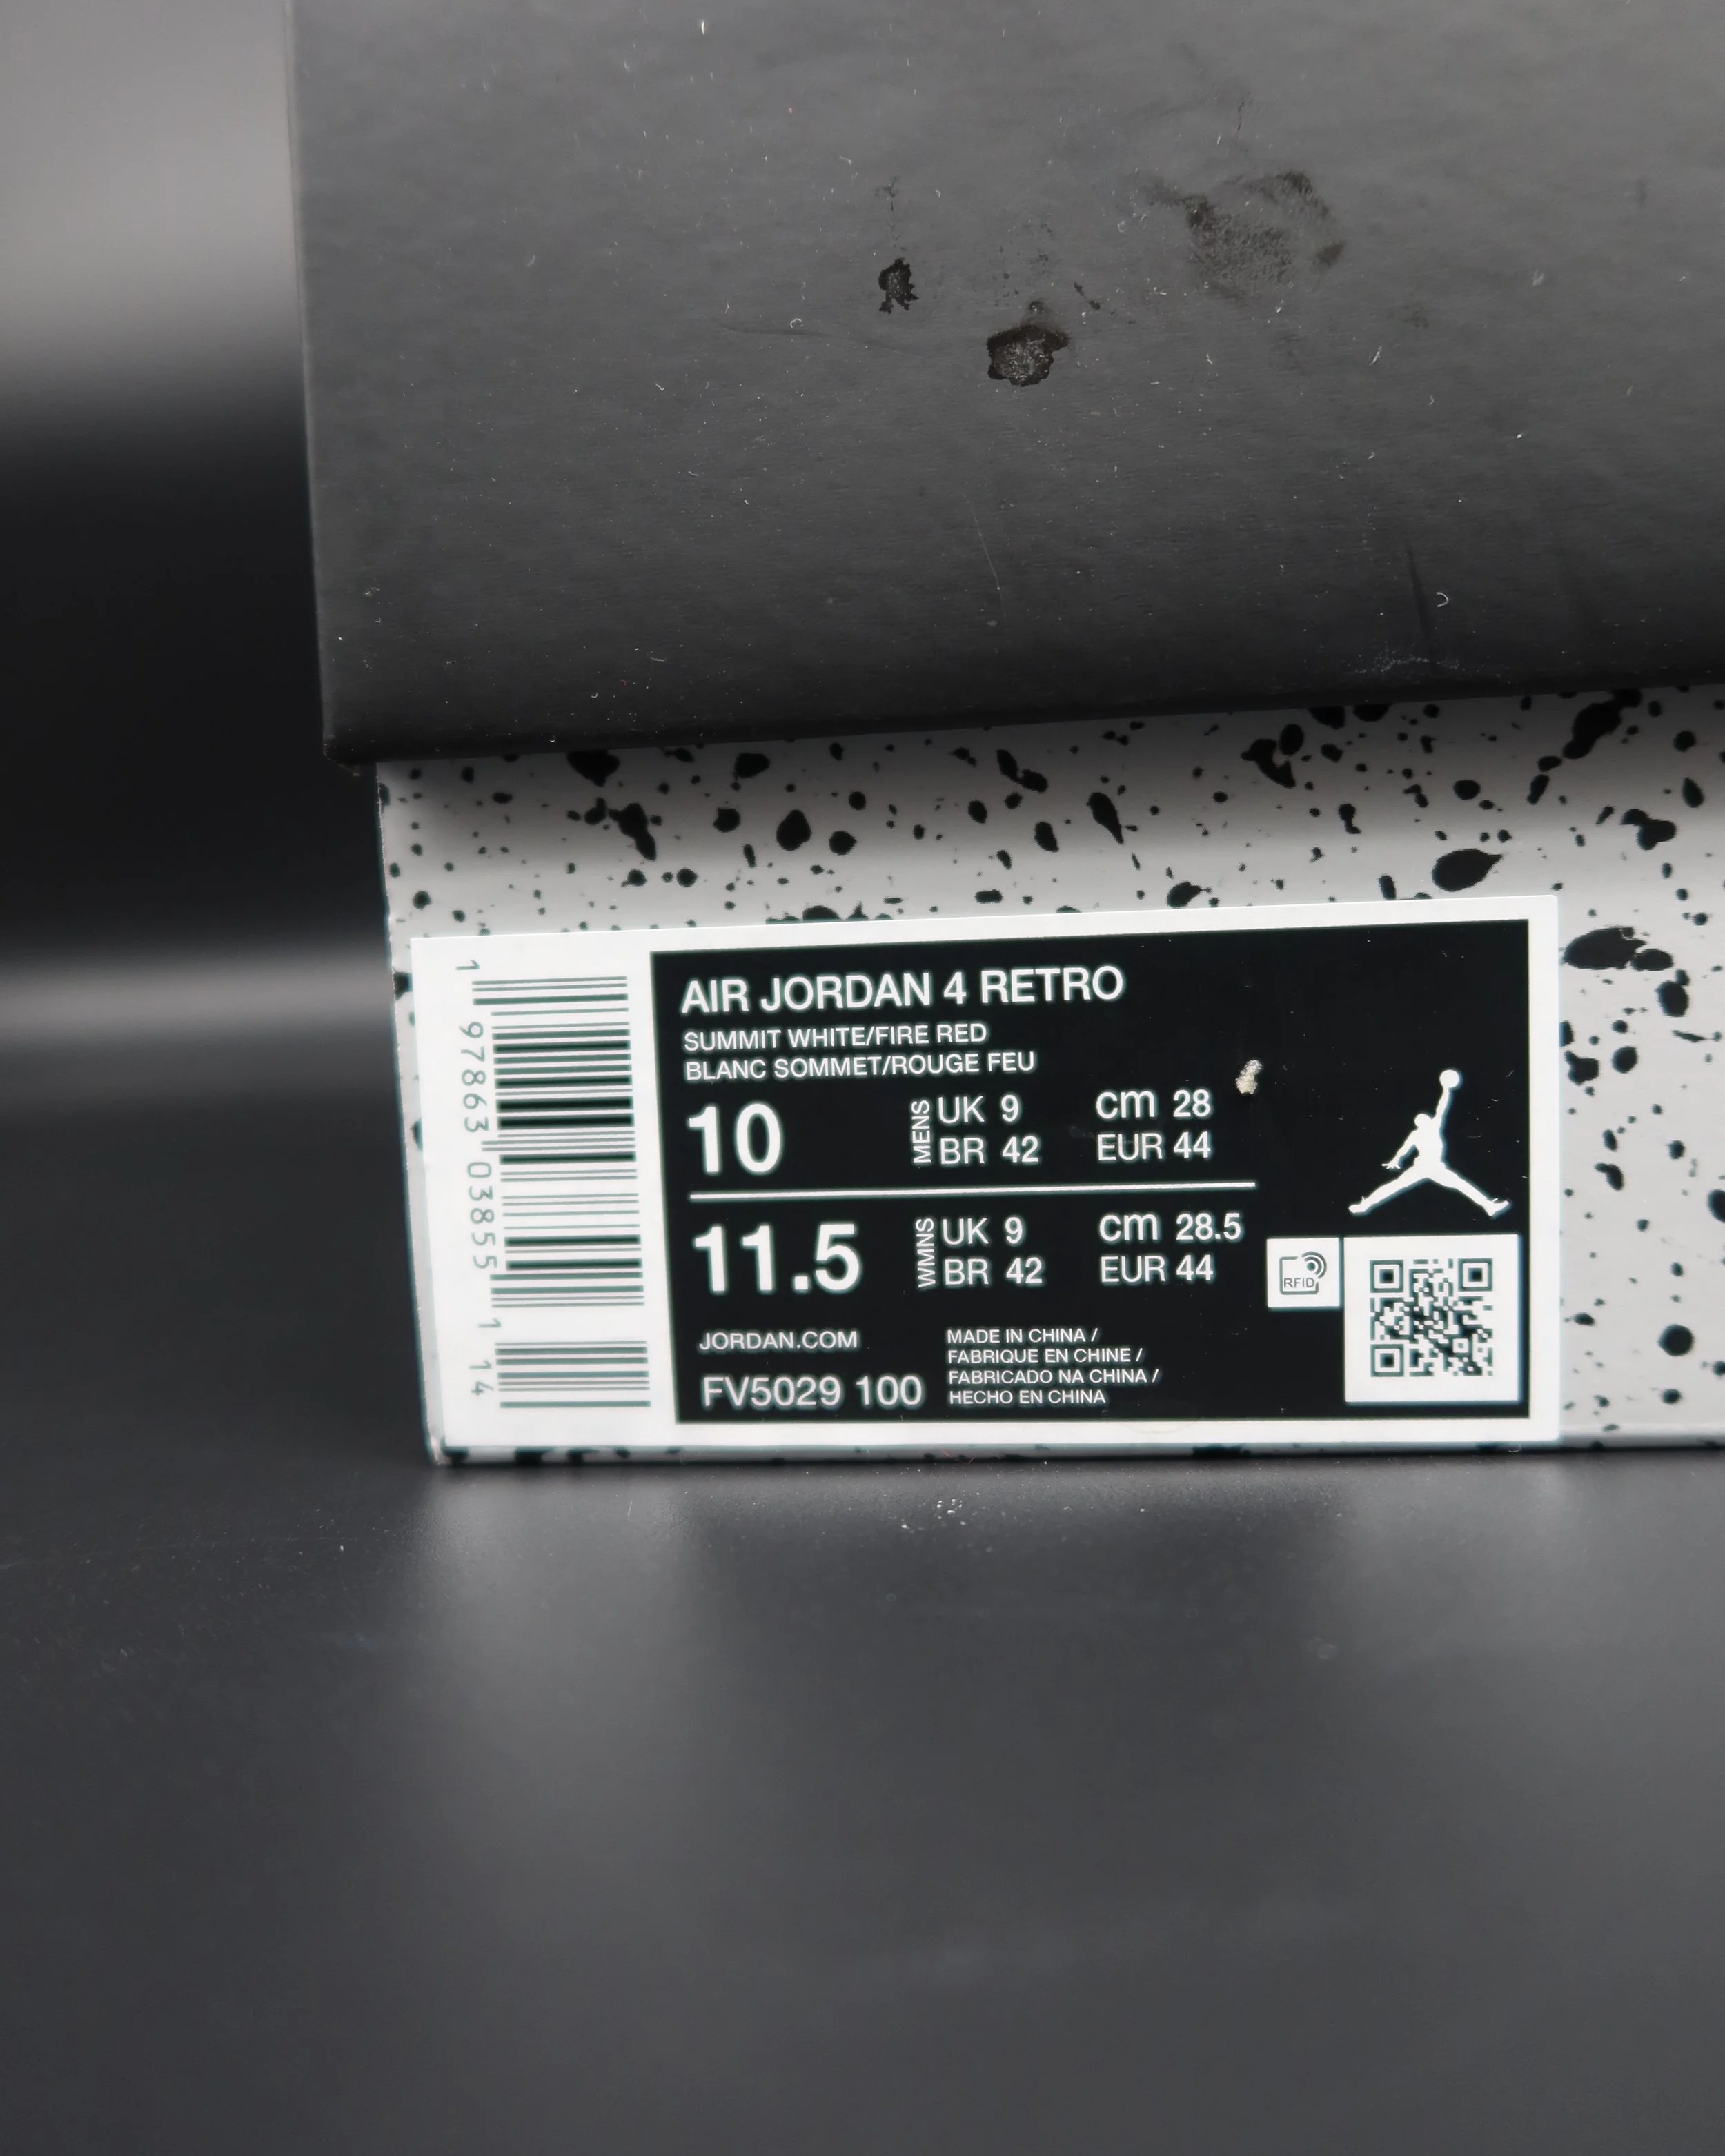 1 97863 03855 1 14
AIR JORDAN 4 RETRO
SUMMIT WHITE/FIRE RED
BLANC SOMMET/ROUGE FEU
10 MENS UK 9 cm 28
BR 42 EUR 44
11.5 WMNS UK 9 cm 28.5
BR 42 EUR 44
RFID
JORDAN.COM
FV5029 100
MADE IN CHINA /
FABRIQUE EN CHINE /
FABRICADO NA CHINA /
HECHO EN CHINA